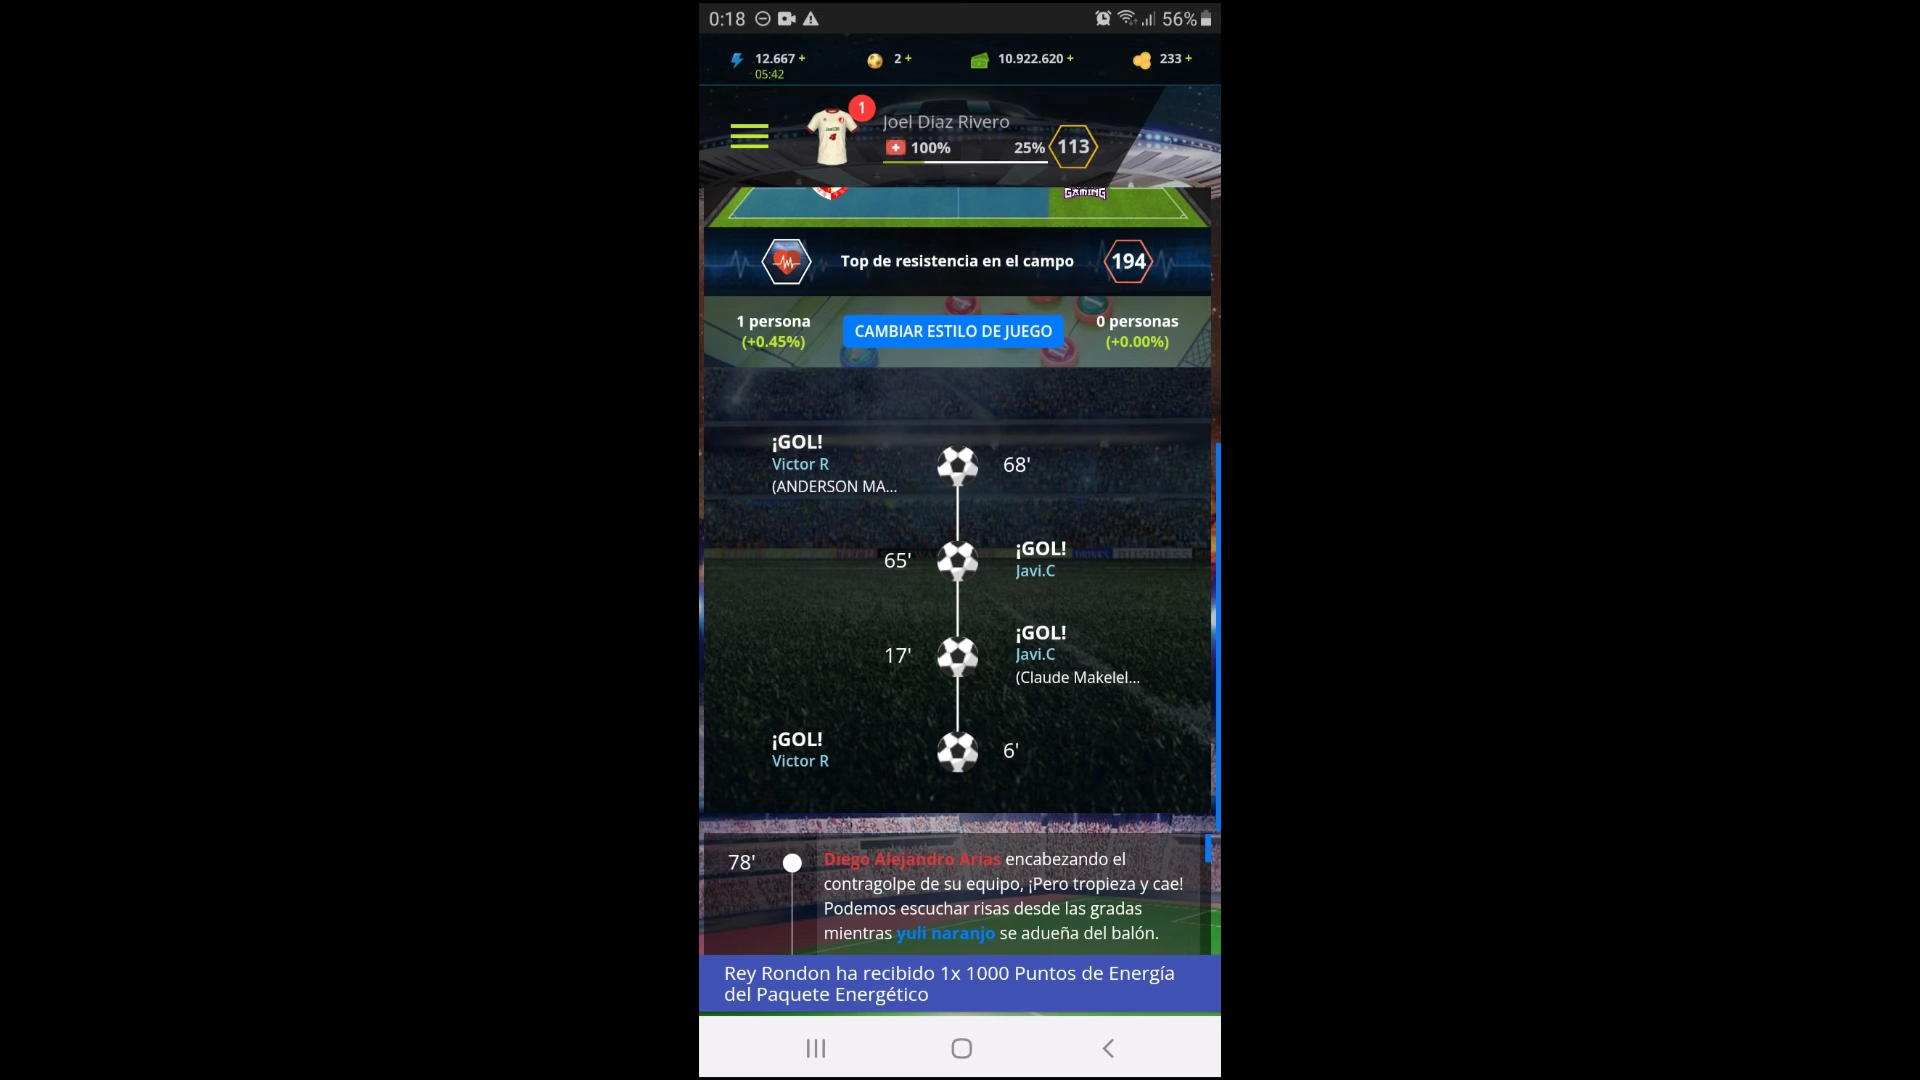 0:18
56%
12.667 +
05:42
2 +
10.922.620 +
233 +
1
Joel Diaz Rivero
100%
25%
113
GAMING
Top de resistencia en el campo
194
1 persona
(+0.45%)
CAMBIAR ESTILO DE JUEGO
0 personas
(+0.00%)
¡GOL!
Victor R
(ANDERSON MA...
68'
65'
¡GOL!
Javi.C
17'
¡GOL!
Javi.C
(Claude Makelel...
¡GOL!
Victor R
6'
78'
Diego Alejandro Arias encabezando el
contragolpe de su equipo, ¡Pero tropieza y cae!
Podemos escuchar risas desde las gradas
mientras yuli naranjo se adueña del balón.
Rey Rondon ha recibido 1x 1000 Puntos de Energía
del Paquete Energético